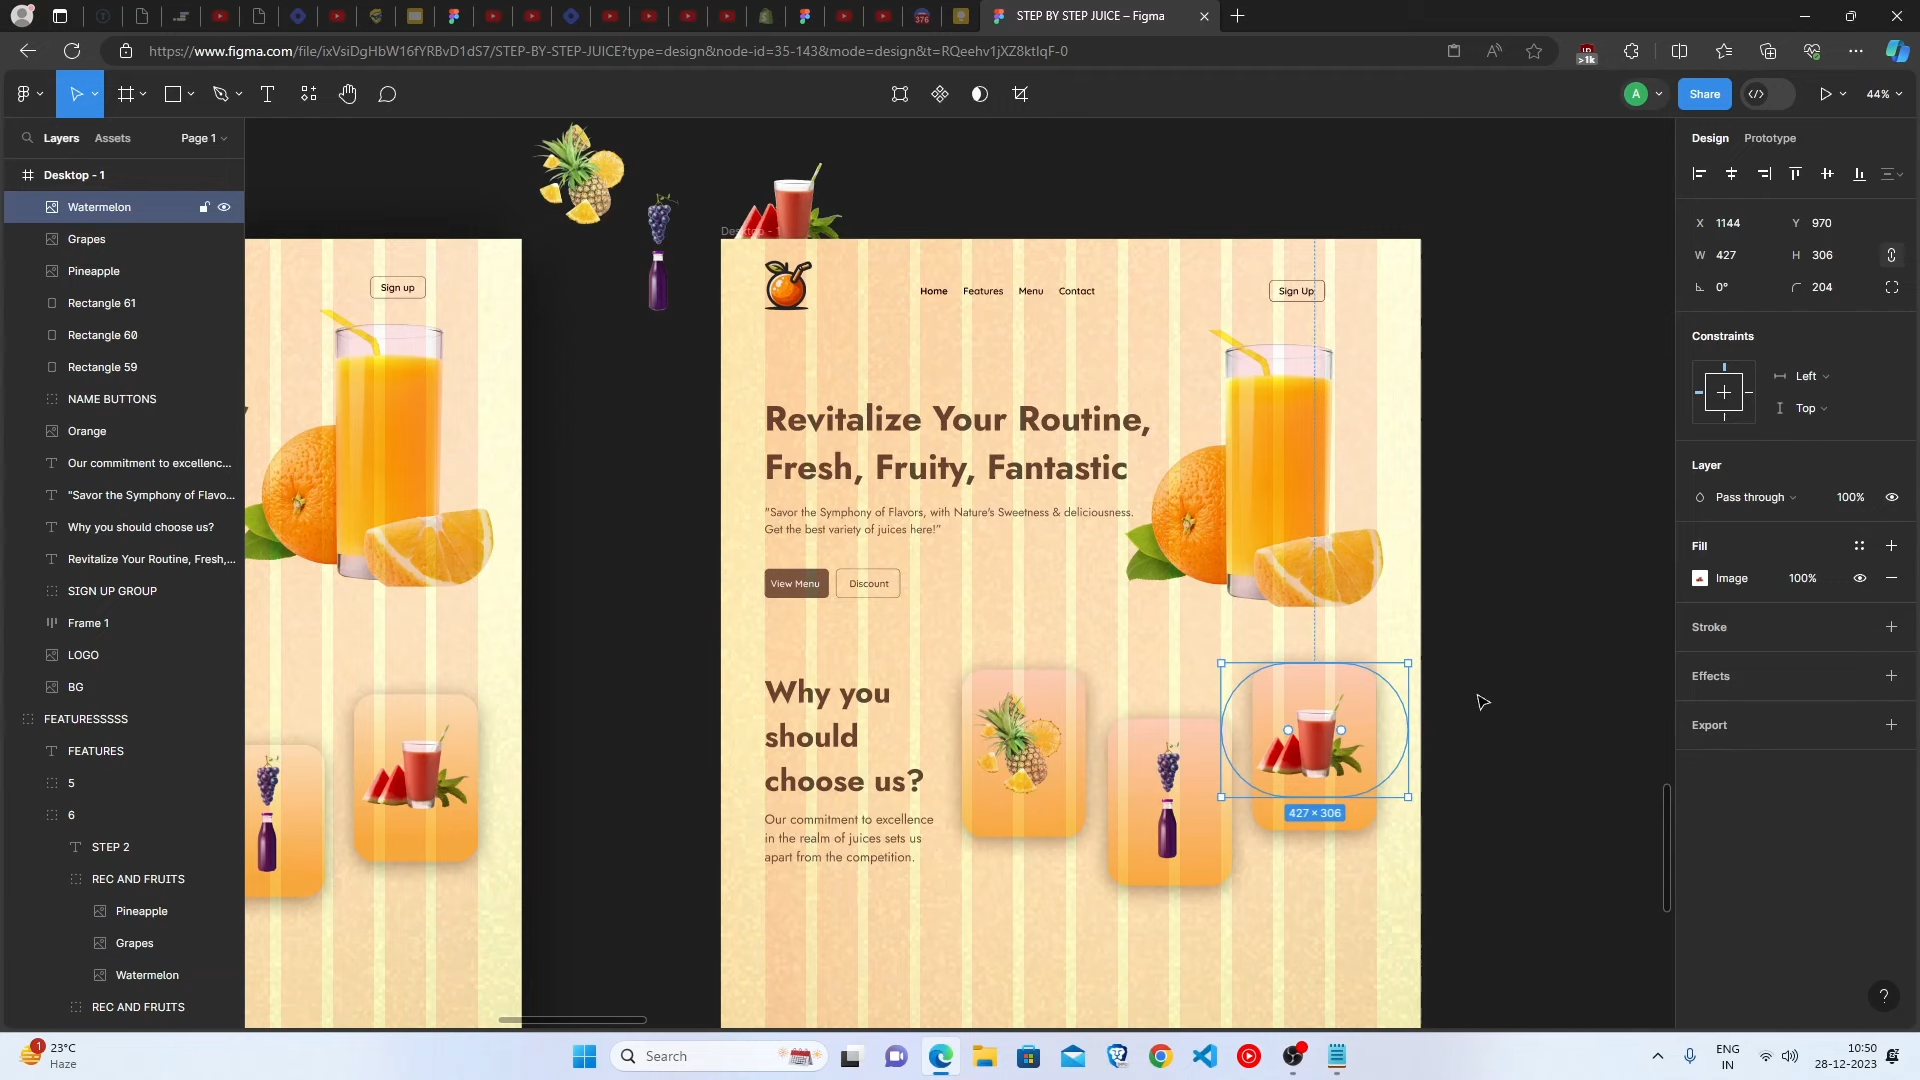 STEP BY STEP JUICE – Figma
376
https://www.figma.com/file/ixVsiDgHbW16fYRBvD1dS7/STEP-BY-STEP-JUICE?type=design&node-id=35-143&mode=design&t=RQeehv1jXZ8ktlqF-0
>1k
A
Share
44%
Layers
Assets
Page 1
Desktop - 1
Watermelon
Grapes
Pineapple
Rectangle 61
Rectangle 60
Rectangle 59
NAME BUTTONS
Orange
Our commitment to excellenc...
"Savor the Symphony of Flavo...
Why you should choose us?
Revitalize Your Routine, Fresh,...
SIGN UP GROUP
Frame 1
LOGO
BG
FEATURESSSSS
FEATURES
5
6
STEP 2
REC AND FRUITS
Pineapple
Grapes
Watermelon
REC AND FRUITS
Sign up
Desktop - 1
Home
Features
Menu
Contact
Sign Up
Revitalize Your Routine,
Fresh, Fruity, Fantastic
"Savor the Symphony of Flavors, with Nature's Sweetness & deliciousness.
Get the best variety of juices here!"
View Menu
Discount
Why you
should
choose us?
Our commitment to excellence
in the realm of juices sets us
apart from the competition.
427 × 306
Design
Prototype
X 1144
Y 970
W 427
H 306
0°
204
Constraints
Left
Top
Layer
Pass through
100%
Fill
Image
100%
Stroke
Effects
Export
?
1
23°C
Haze
Search
ENG
IN
10:50
28-12-2023